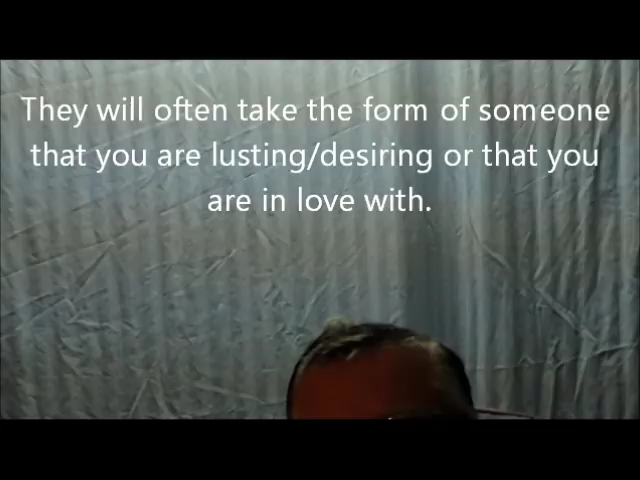 They will often take the form of someone
that you are lusting/desiring or that you
are in love with.